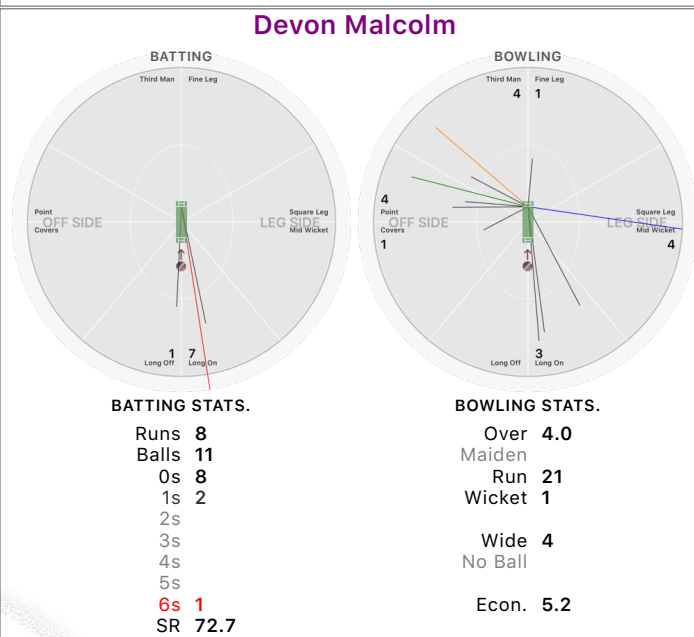 Devon Malcolm
BATTING
Third Man Fine Leg
Point
OFF SIDE
Covers
Square Leg
LEG SIDE
Mid Wicket
1 7
Long Off Long On
BATTING STATS.
Runs 8
Balls 11
0s 8
1s 2
2s
3s
4s
5s
6s 1
SR 72.7
BOWLING
Third Man Fine Leg
4 1
4
Point
OFF SIDE
Covers
1
Square Leg
LEG SIDE
Mid Wicket
4
3
Long Off Long On
BOWLING STATS.
Over 4.0
Maiden
Run 21
Wicket 1
Wide 4
No Ball
Econ. 5.2